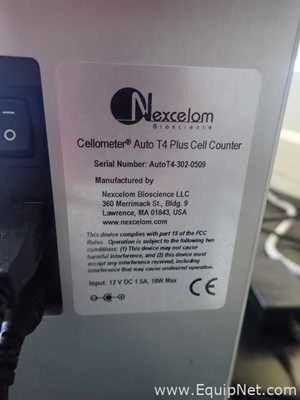 Nexcelom
Bioscience
Cellometer® Auto T4 Plus Cell Counter
Serial Number: AutoT4-302-0509
Manufactured by
Nexcelom Bioscience LLC
360 Merrimack St., Bldg. 9
Lawrence, MA 01843, USA
www.nexcelom.com
This device complies with part 15 of the FCC
Rules. Operation is subject to the following two
conditions: (1) This device may not cause
harmful interference, and (2) this device must
accept any interference received, including
interference that may cause undesired operation.
Input: 12 V DC 1.5A, 18W Max
CE
www.EquipNet.com